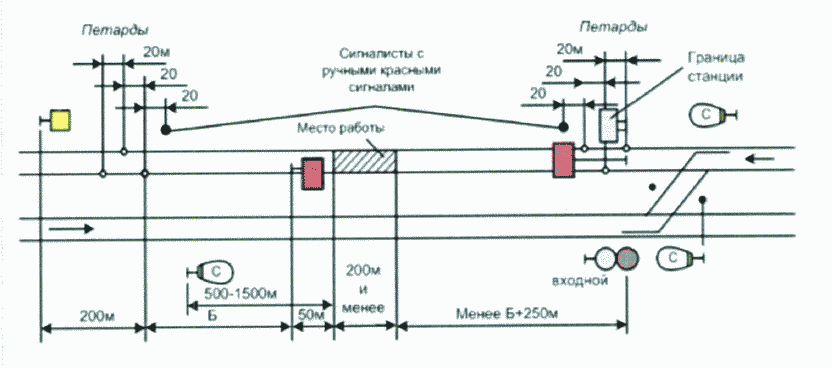 Петарды
Петарды
20м
20
20
Сигналисты с
ручными красными
сигналами
20м
20
20
Граница
станции
С
Место работы
С
500-1500м
200м
и
менее
входной
С
200м
Б
50м
Менее Б+250м